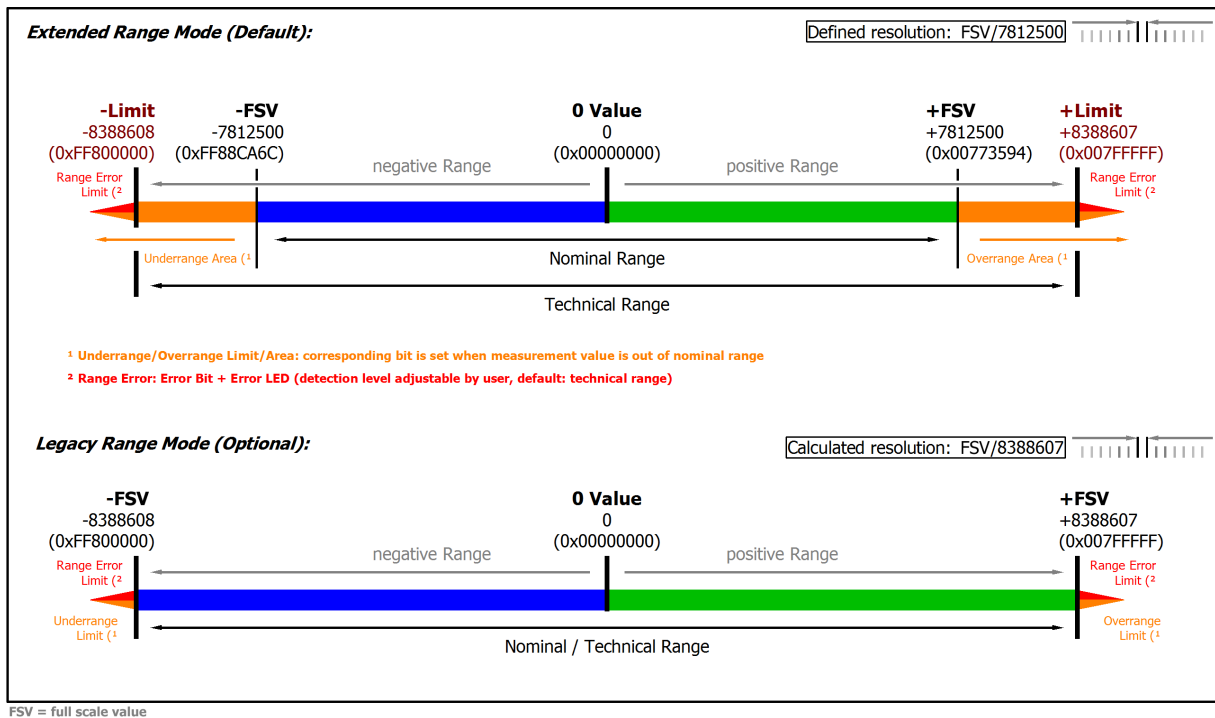 Extended Range Mode (Default):
Defined resolution: FSV/7812500
-Limit
-8388608
(0xFF800000)
-FSV
-7812500
(0xFF88CA6C)
0 Value
0
(0x00000000)
+FSV
+7812500
(0x00773594)
+Limit
+8388607
(0x007FFFFF)
negative Range
positive Range
Range Error
Limit (²
Range Error
Limit (²
Underrange Area (¹
Nominal Range
Overrange Area (¹
Technical Range
¹ Underrange/Overrange Limit/Area: corresponding bit is set when measurement value is out of nominal range
² Range Error: Error Bit + Error LED (detection level adjustable by user, default: technical range)
Legacy Range Mode (Optional):
Calculated resolution: FSV/8388607
-FSV
-8388608
(0xFF800000)
0 Value
0
(0x00000000)
+FSV
+8388607
(0x007FFFFF)
negative Range
positive Range
Range Error
Limit (²
Range Error
Limit (²
Underrange
Limit (¹
Overrange
Limit (¹
Nominal / Technical Range
FSV = full scale value